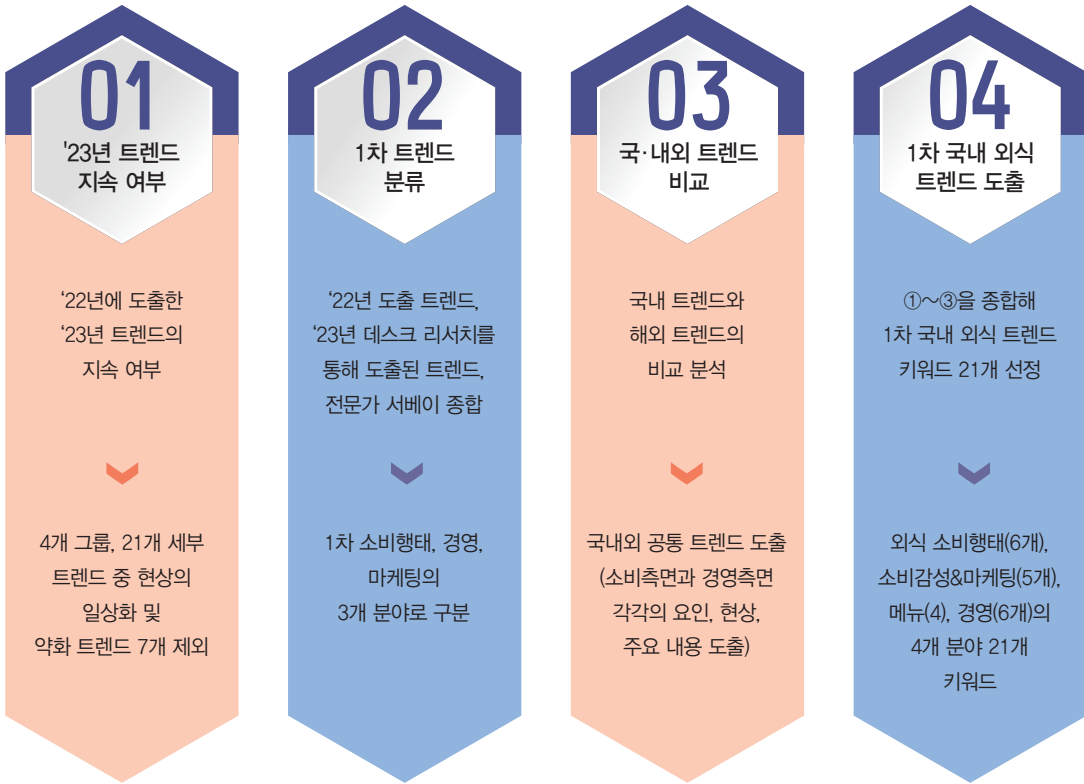 01
'23년 트렌드
지속 여부
‘22년에 도출한
‘23년 트렌드의
지속 여부
4개 그룹, 21개 세부
트렌드 중 현상의
일상화 및
약화 트렌드 7개 제외
02
1차 트렌드
분류
‘22년 도출 트렌드,
‘23년 데스크 리서치를
통해 도출된 트렌드,
전문가 서베이 종합
1차 소비행태, 경영,
마케팅의
3개 분야로 구분
03
국·내외 트렌드
비교
국내 트렌드와
해외 트렌드의
비교 분석
국내외 공통 트렌드 도출
(소비측면과 경영측면
각각의 요인, 현상,
주요 내용 도출)
04
1차 국내 외식
트렌드 도출
①~③을 종합해
1차 국내 외식 트렌드
키워드 21개 선정
외식 소비행태(6개),
소비감성&마케팅(5개),
메뉴(4), 경영(6개)의
4개 분야 21개
키워드